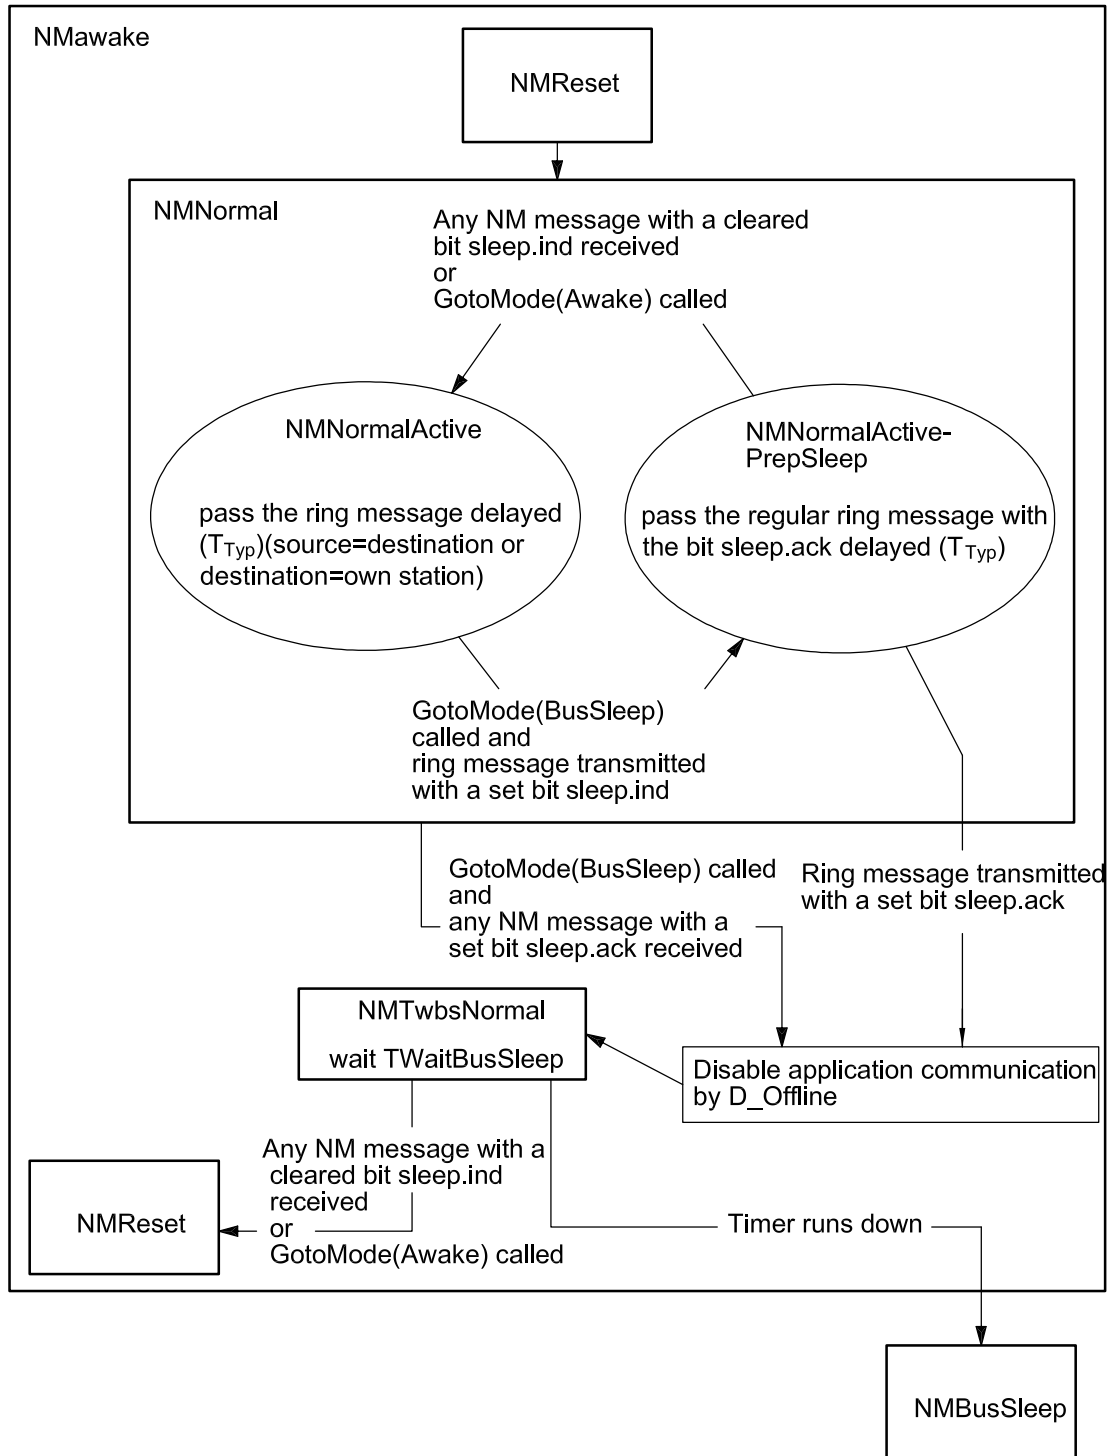 NMawake
NMReset
NMNormal
Any NM message with a cleared
bit sleep.ind received
or
GotoMode(Awake) called
NMNormalActive
pass the ring message delayed
(TTyp)(source=destination or
destination=own station)
NMNormalActive-
PrepSleep
pass the regular ring message with
the bit sleep.ack delayed (TTyp)
GotoMode(BusSleep)
called and
ring message transmitted
with a set bit sleep.ind
GotoMode(BusSleep) called
and
any NM message with a
set bit sleep.ack received
Ring message transmitted
with a set bit sleep.ack
NMTwbsNormal
wait TWaitBusSleep
Disable application communication
by D_Offline
Any NM message with a
cleared bit sleep.ind
received
or
GotoMode(Awake) called
NMReset
Timer runs down
NMBusSleep